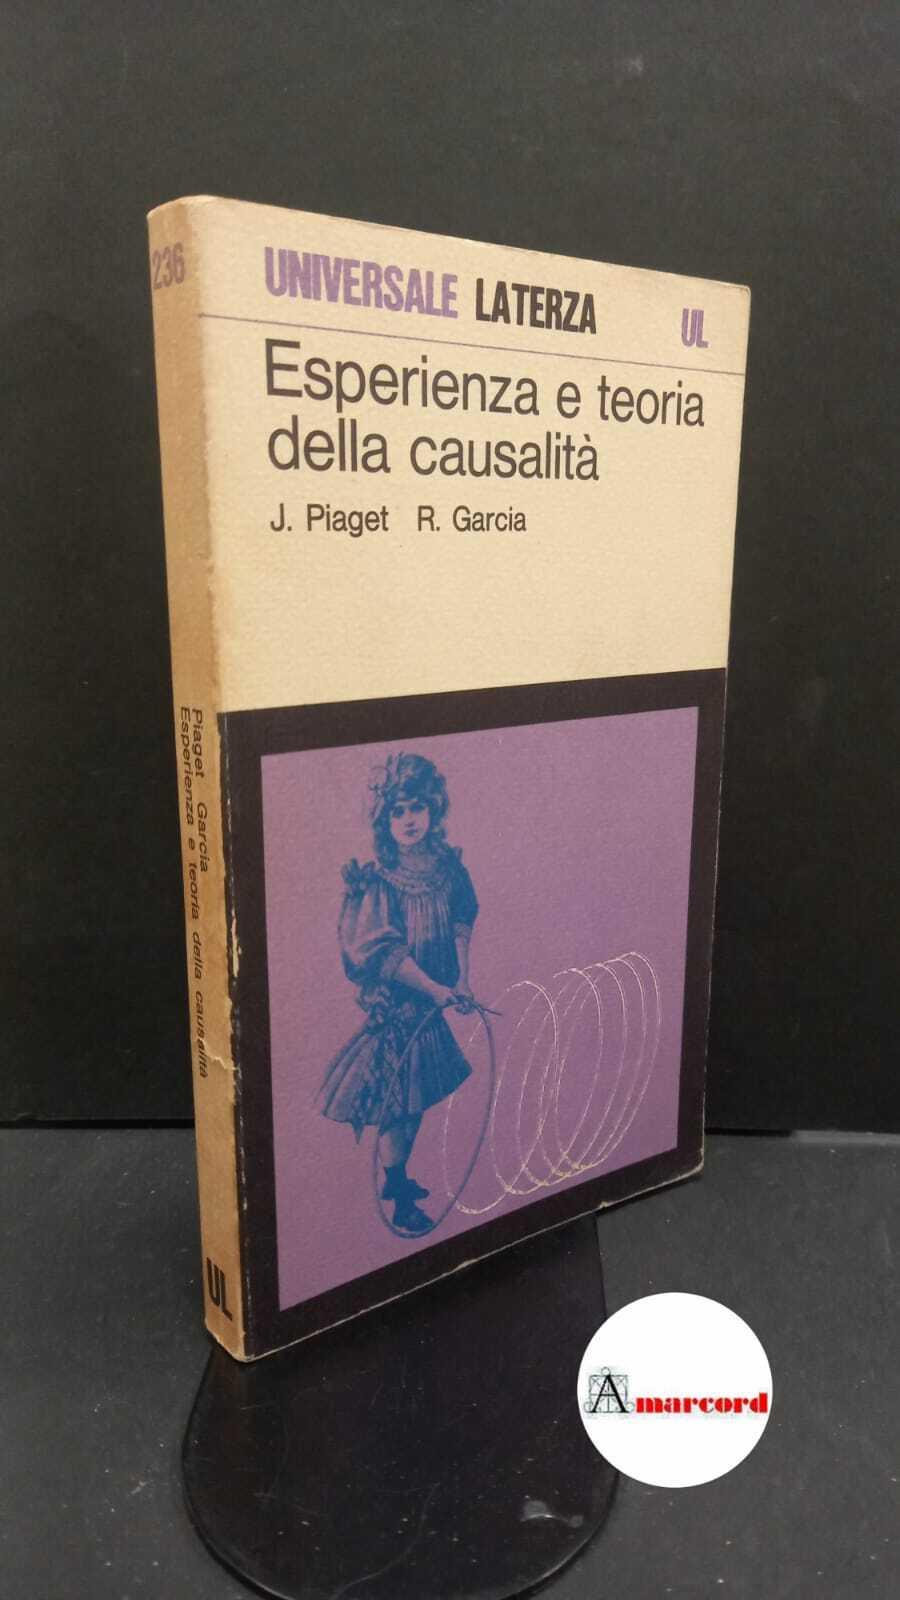 236
UNIVERSALE LATERZA UL
Esperienza e teoria
della causalità
J. Piaget R. Garcia
Piaget Garcia
Esperienza e teoria della causalità
UL
Amarcord